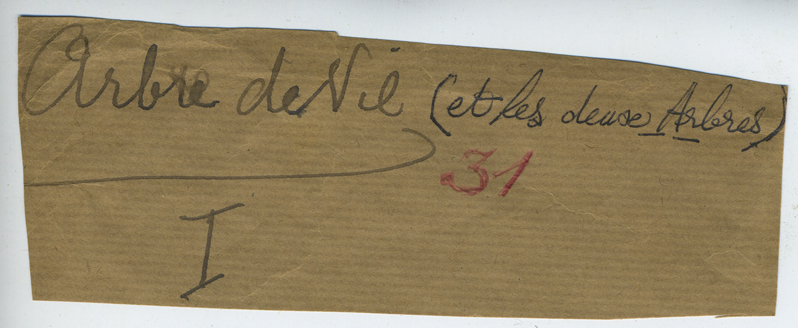 Arbre de Vie (et les deux Arbres)
31
I